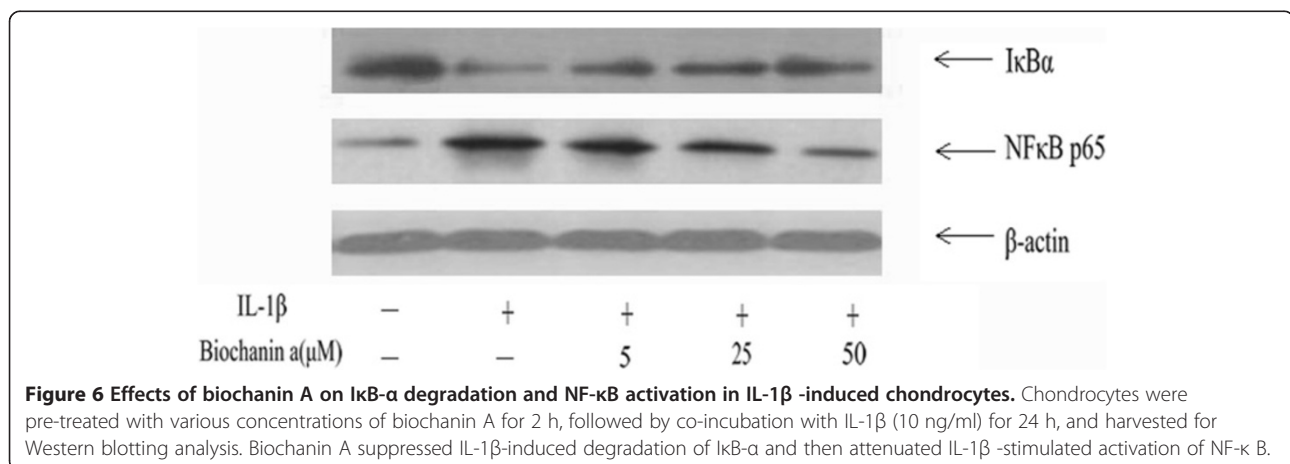 ← IκBα
← NFκB p65
← β-actin
IL-1β – + + + +
Biochanin a(μM) – – 5 25 50
Figure 6 Effects of biochanin A on IκB-α degradation and NF-κB activation in IL-1β -induced chondrocytes. Chondrocytes were
pre-treated with various concentrations of biochanin A for 2 h, followed by co-incubation with IL-1β (10 ng/ml) for 24 h, and harvested for
Western blotting analysis. Biochanin A suppressed IL-1β-induced degradation of IκB-α and then attenuated IL-1β -stimulated activation of NF-κ B.